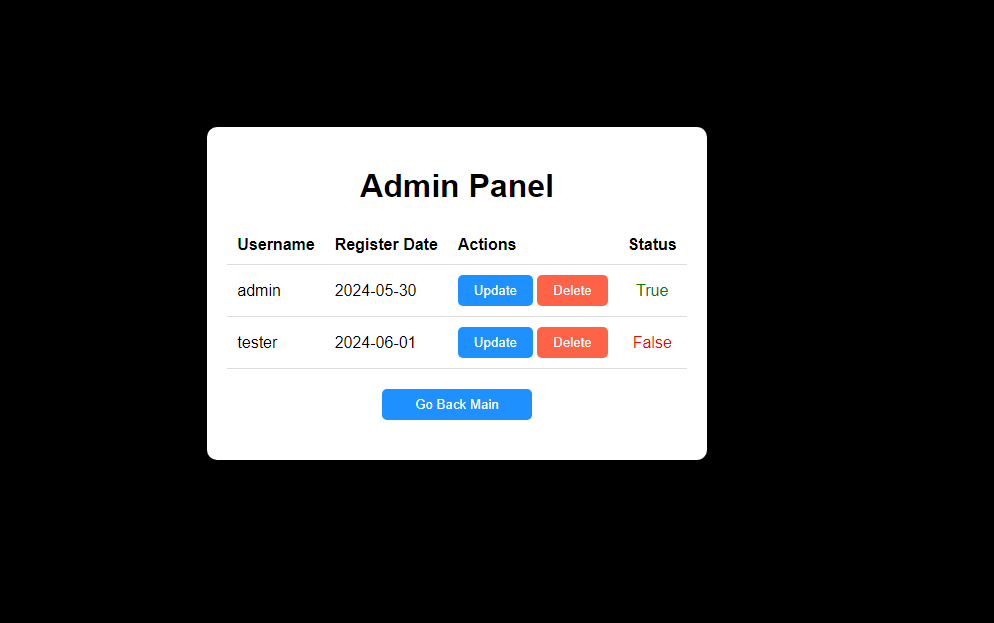 Admin Panel
Username Register Date Actions Status
admin 2024-05-30 Update Delete True
tester 2024-06-01 Update Delete False
Go Back Main